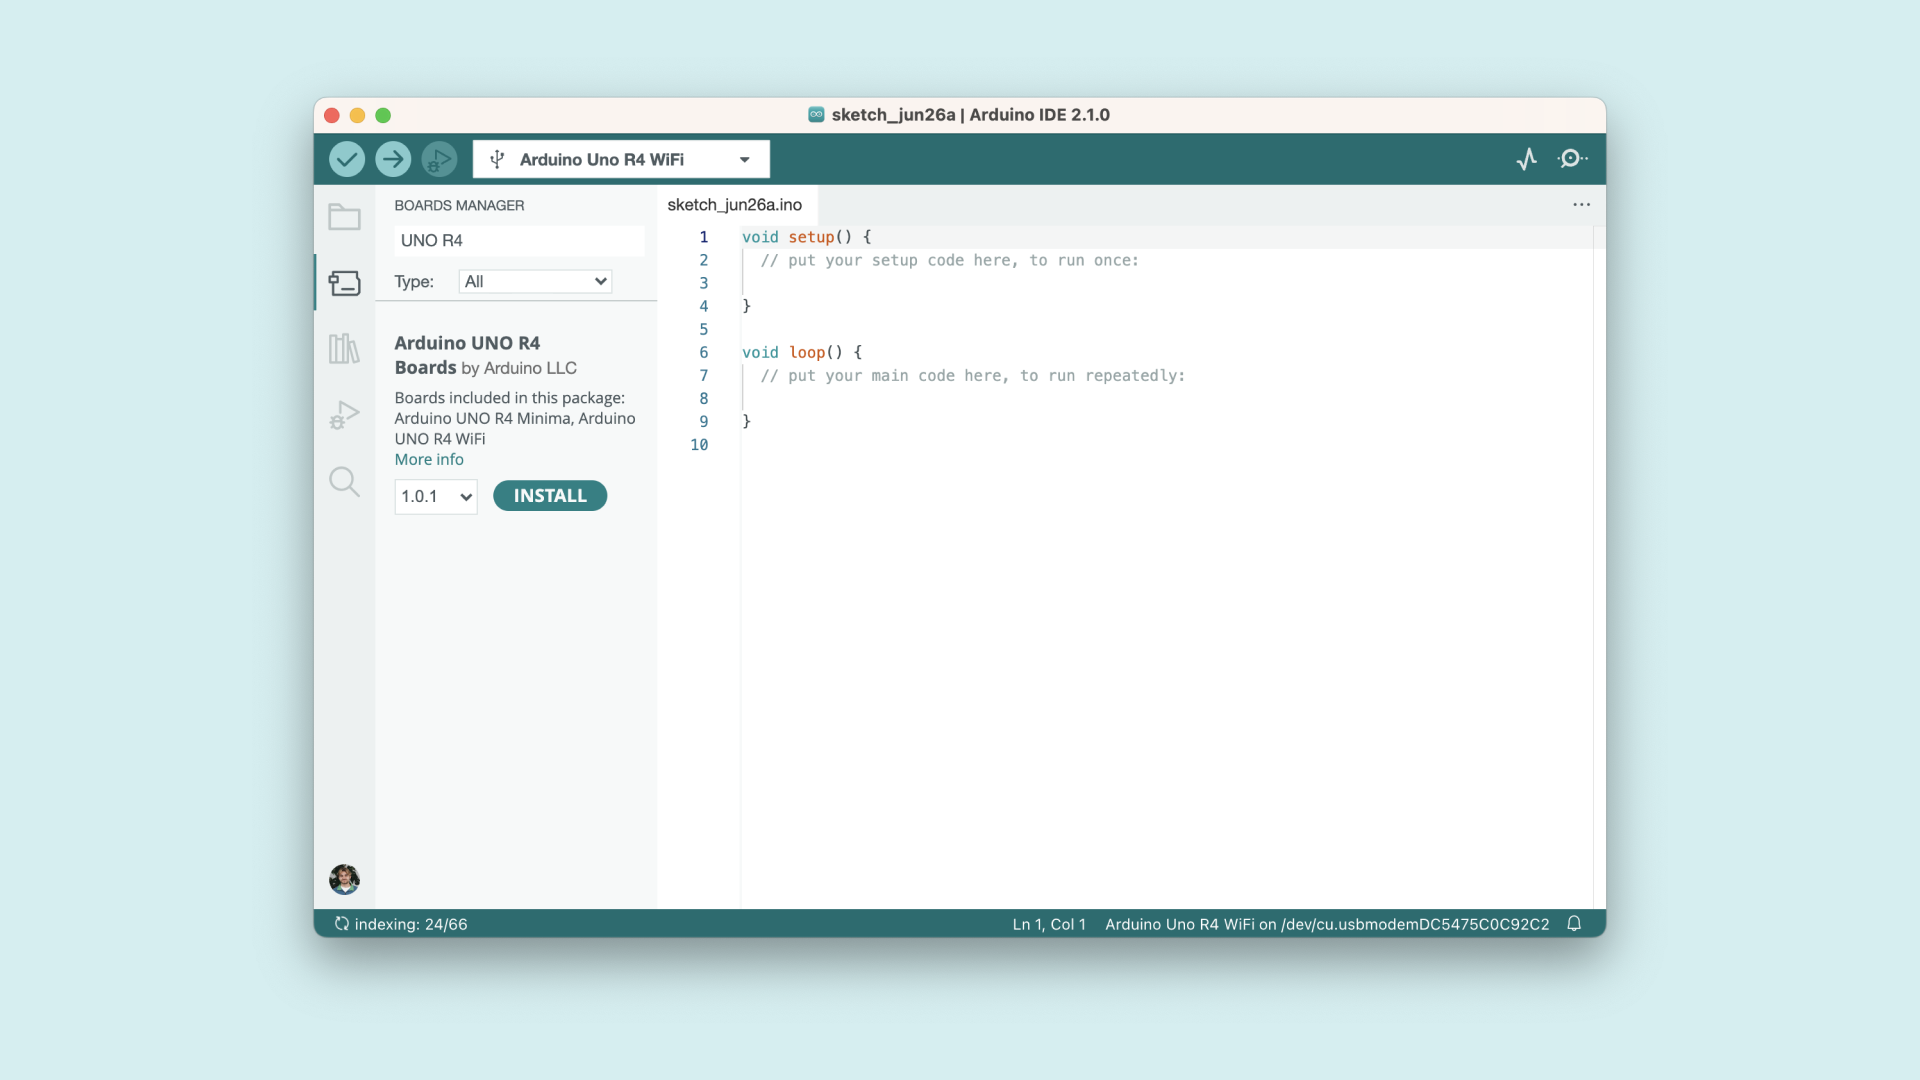 sketch_jun26a | Arduino IDE 2.1.0
Arduino Uno R4 WiFi
BOARDS MANAGER
UNO R4
Type: All
Arduino UNO R4
Boards by Arduino LLC
Boards included in this package:
Arduino UNO R4 Minima, Arduino
UNO R4 WiFi
More info
1.0.1 INSTALL
sketch_jun26a.ino
1 void setup() {
2 // put your setup code here, to run once:
3
4 }
5
6 void loop() {
7 // put your main code here, to run repeatedly:
8
9 }
10
indexing: 24/66
Ln 1, Col 1 Arduino Uno R4 WiFi on /dev/cu.usbmodemDC5475C0C92C2